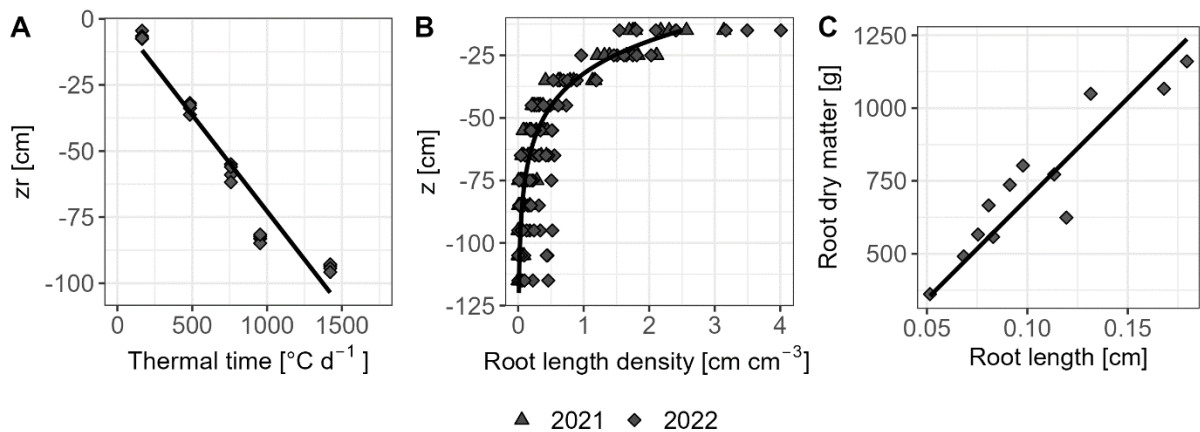 A
0
-25
-50
-75
-100
zr [cm]
0 500 1000 1500
Thermal time [°C d⁻¹ ]
B
-25
-50
-75
-100
-125
z [cm]
0 1 2 3 4
Root length density [cm cm⁻³]
C
1250
1000
750
500
Root dry matter [g]
0.05 0.10 0.15
Root length [cm]
2021 2022